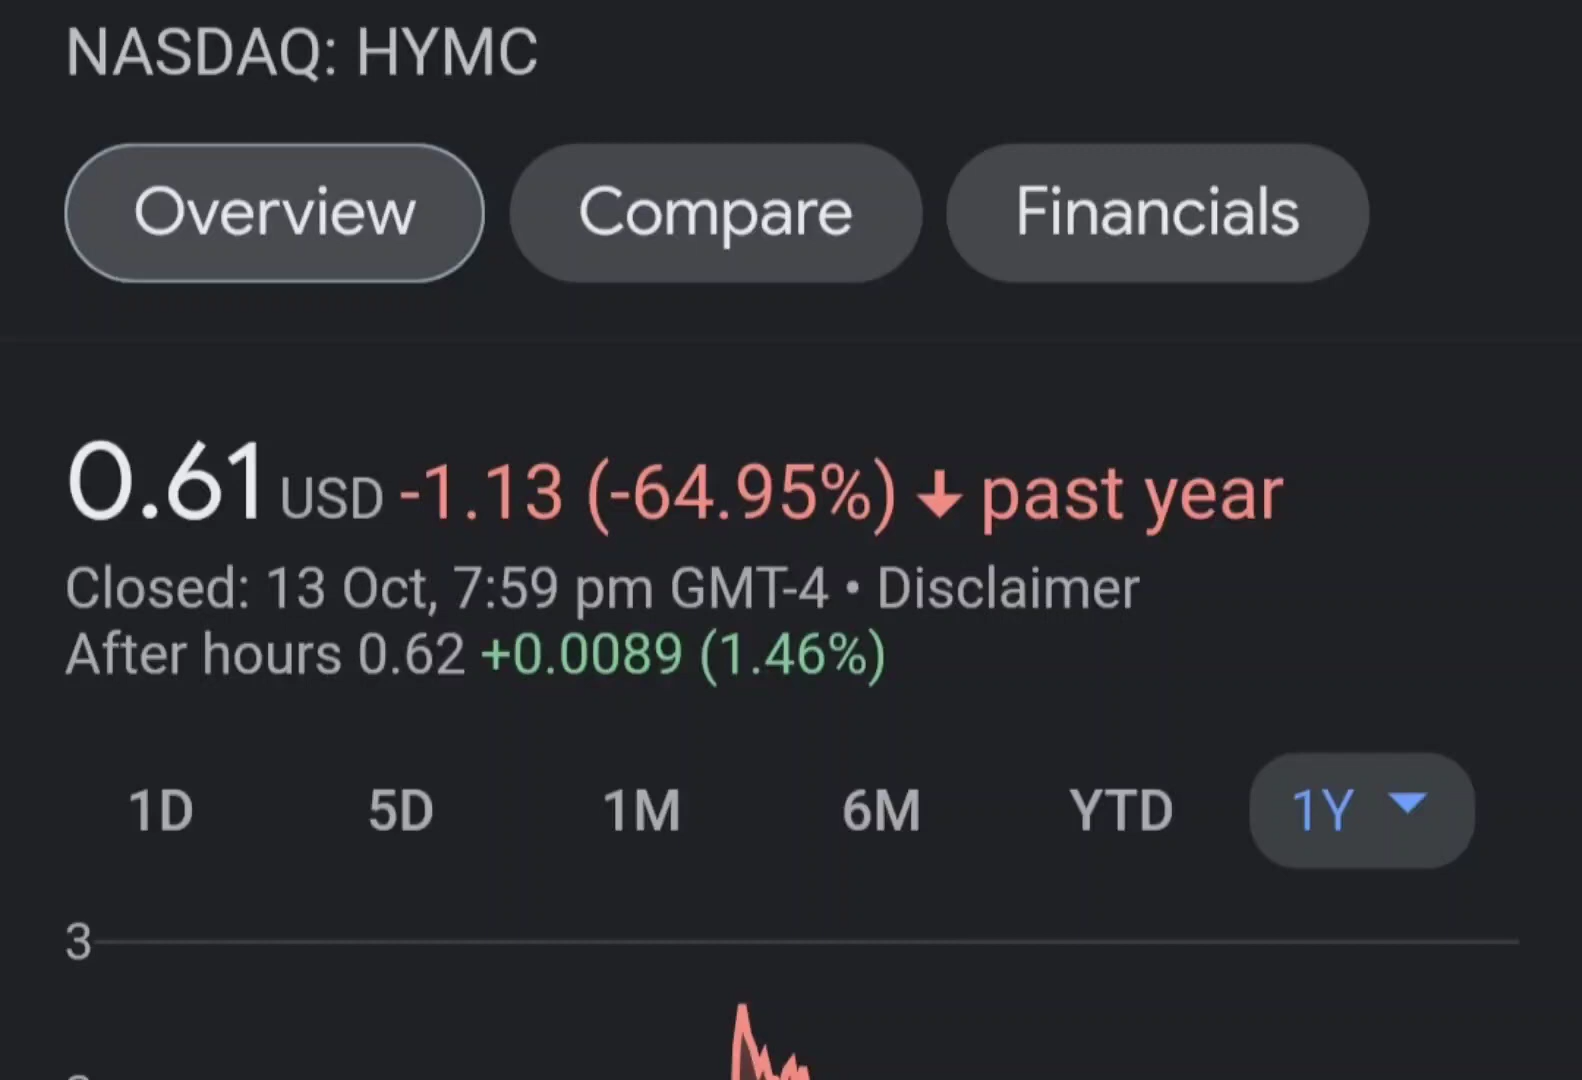 NASDAQ: HYMC
Overview Compare Financials
0.61 USD -1.13 (-64.95%) ↓ past year
Closed: 13 Oct, 7:59 pm GMT-4 • Disclaimer
After hours 0.62 +0.0089 (1.46%)
1D 5D 1M 6M YTD 1Y
3